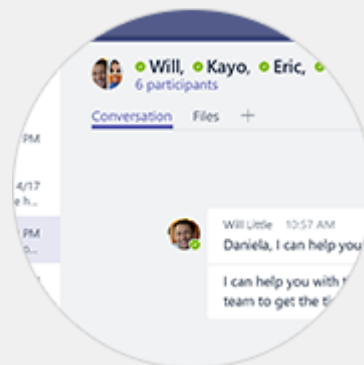 Will, Kayo, Eric,
6 participants
Conversation Files +
PM
4/17
e h...
PM
o...
Will Little 10:57 AM
Daniela, I can help you
I can help you with
team to get the